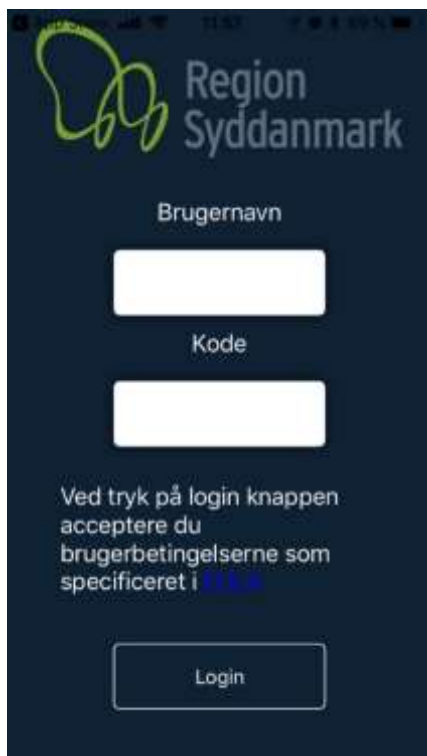 Region
Syddanmark
Brugernavn
Kode
Ved tryk på login knappen
acceptere du
brugerbetingelserne som
specificeret i
Login